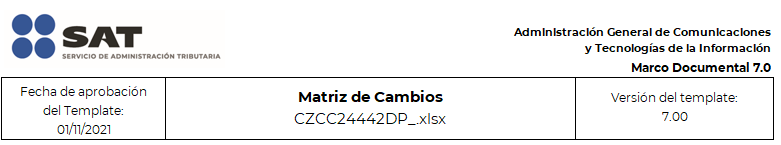 SAT
SERVICIO DE ADMINISTRACIÓN TRIBUTARIA
Administración General de Comunicaciones
y Tecnologías de la Información
Marco Documental 7.0
Fecha de aprobación
del Template:
01/11/2021
Matriz de Cambios
CZCC24442DP_.xlsx
Versión del template:
7.00